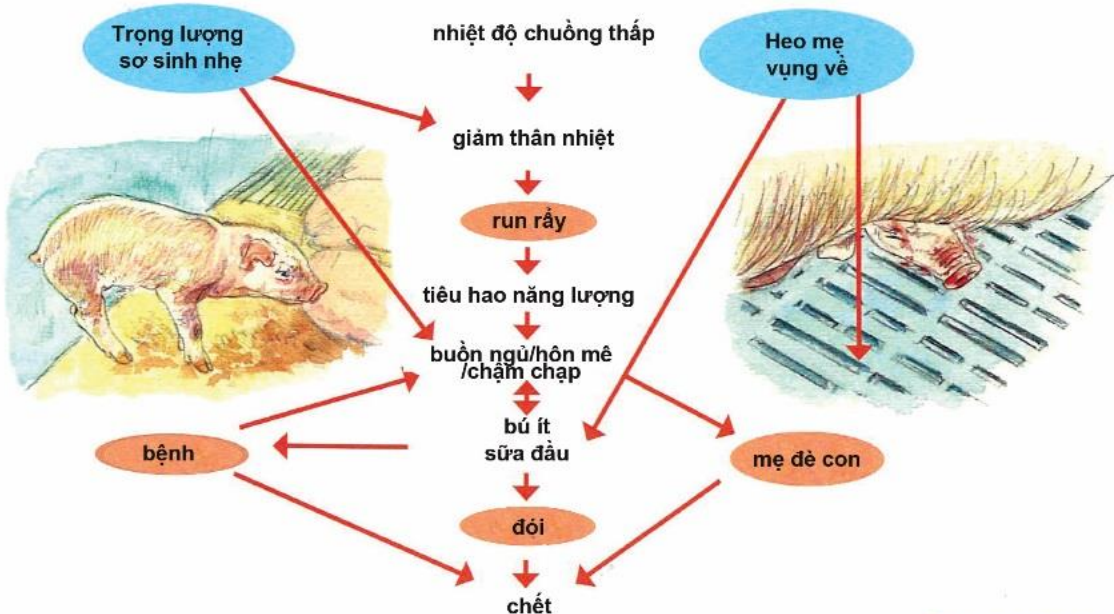 Trọng lượng
sơ sinh nhẹ
nhiệt độ chuồng thấp
Heo mẹ
vụng về
giảm thân nhiệt
run rẩy
tiêu hao năng lượng
buồn ngủ/hôn mê
/chậm chạp
bú ít
sữa đầu
bệnh
mẹ đè con
đói
chết